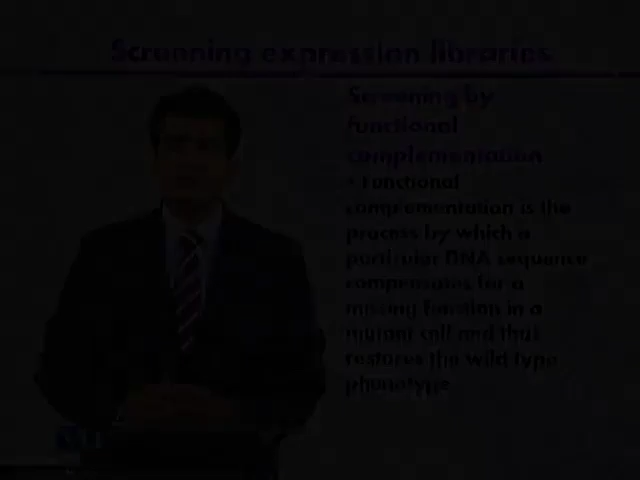 Screening expression libraries
Screening by
functional
complementation
• Functional
complementation is the
process by which a
particular DNA sequence
compensates for a
missing function in a
mutant cell and thus
restores the wild type
phenotype